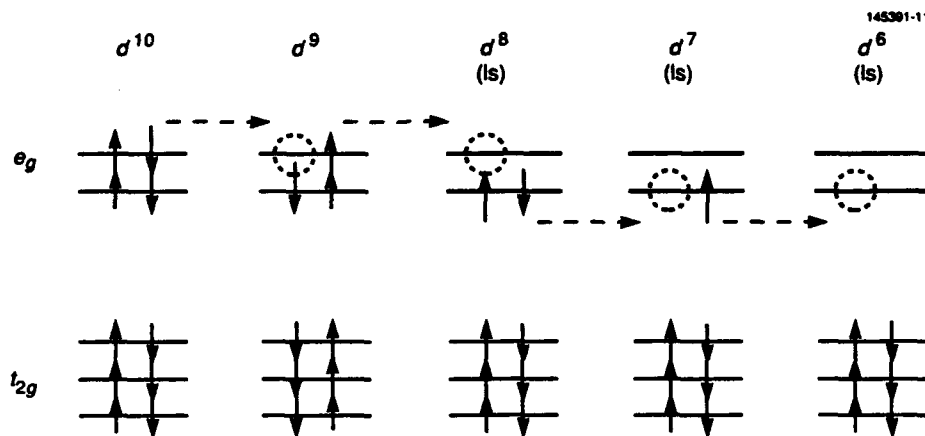 145391-11
d10 d9 d8 d7 d6
(ls) (ls) (ls)
eg
t2g